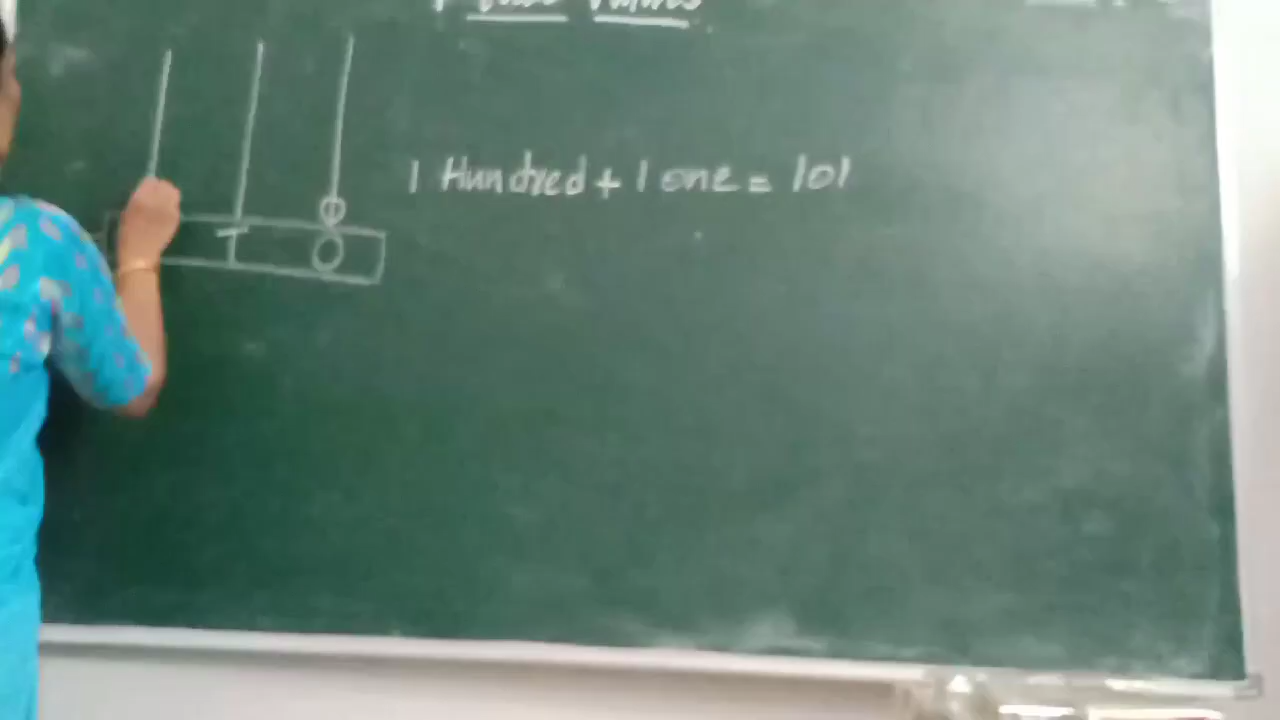 1 Hundred + 1 one = 101
T O